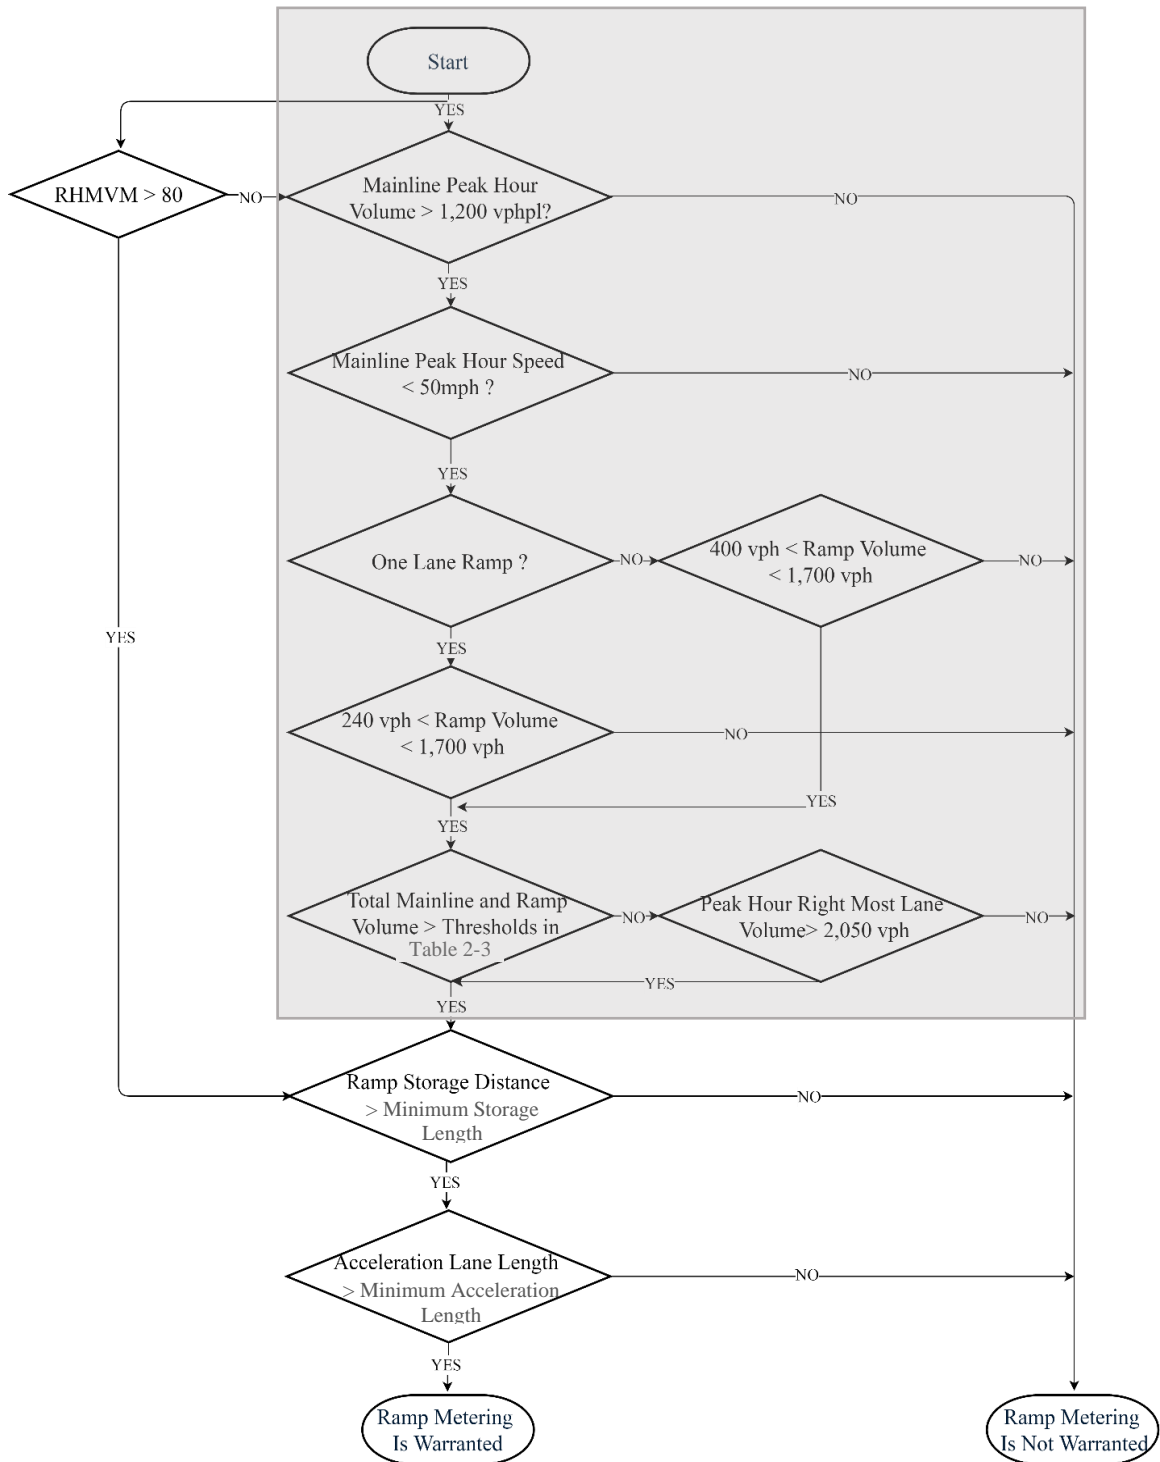 Start
YES
RHMVM > 80
NO
Mainline Peak Hour
Volume > 1,200 vphpl?
NO
YES
Mainline Peak Hour Speed
< 50mph ?
NO
YES
One Lane Ramp ?
NO
400 vph < Ramp Volume
< 1,700 vph
NO
YES
YES
240 vph < Ramp Volume
< 1,700 vph
NO
YES
YES
Total Mainline and Ramp
Volume > Thresholds in
Table 2-3
NO
Peak Hour Right Most Lane
Volume> 2,050 vph
NO
YES
YES
Ramp Storage Distance
> Minimum Storage
Length
NO
YES
Acceleration Lane Length
> Minimum Acceleration
Length
NO
YES
Ramp Metering
Is Warranted
Ramp Metering
Is Not Warranted